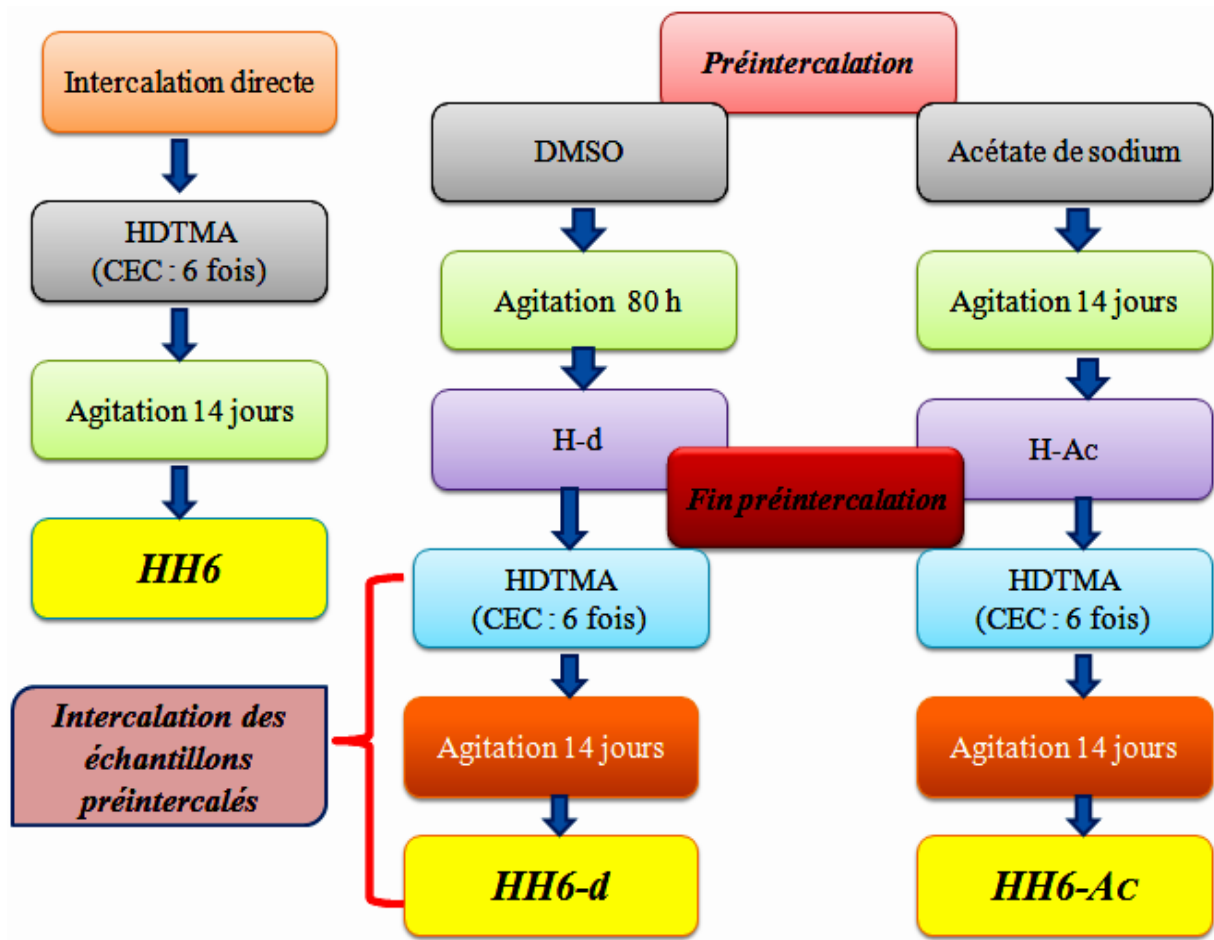 Intercalation directe
HDTMA
(CEC : 6 fois)
Agitation 14 jours
HH6
Préintercalation
DMSO
Acétate de sodium
Agitation 80 h
Agitation 14 jours
H-d
H-Ac
Fin préintercalation
HDTMA
(CEC : 6 fois)
HDTMA
(CEC : 6 fois)
Intercalation des
échantillons
préintercalés
Agitation 14 jours
Agitation 14 jours
HH6-d
HH6-AC